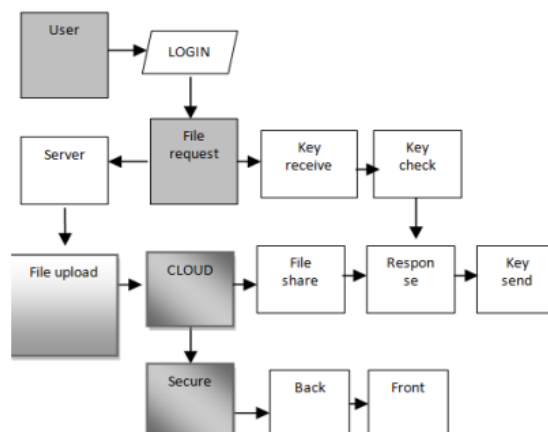 User
LOGIN
File
request
Server
Key
receive
Key
check
File upload
CLOUD
File
share
Respon
se
Key
send
Secure
Back
Front